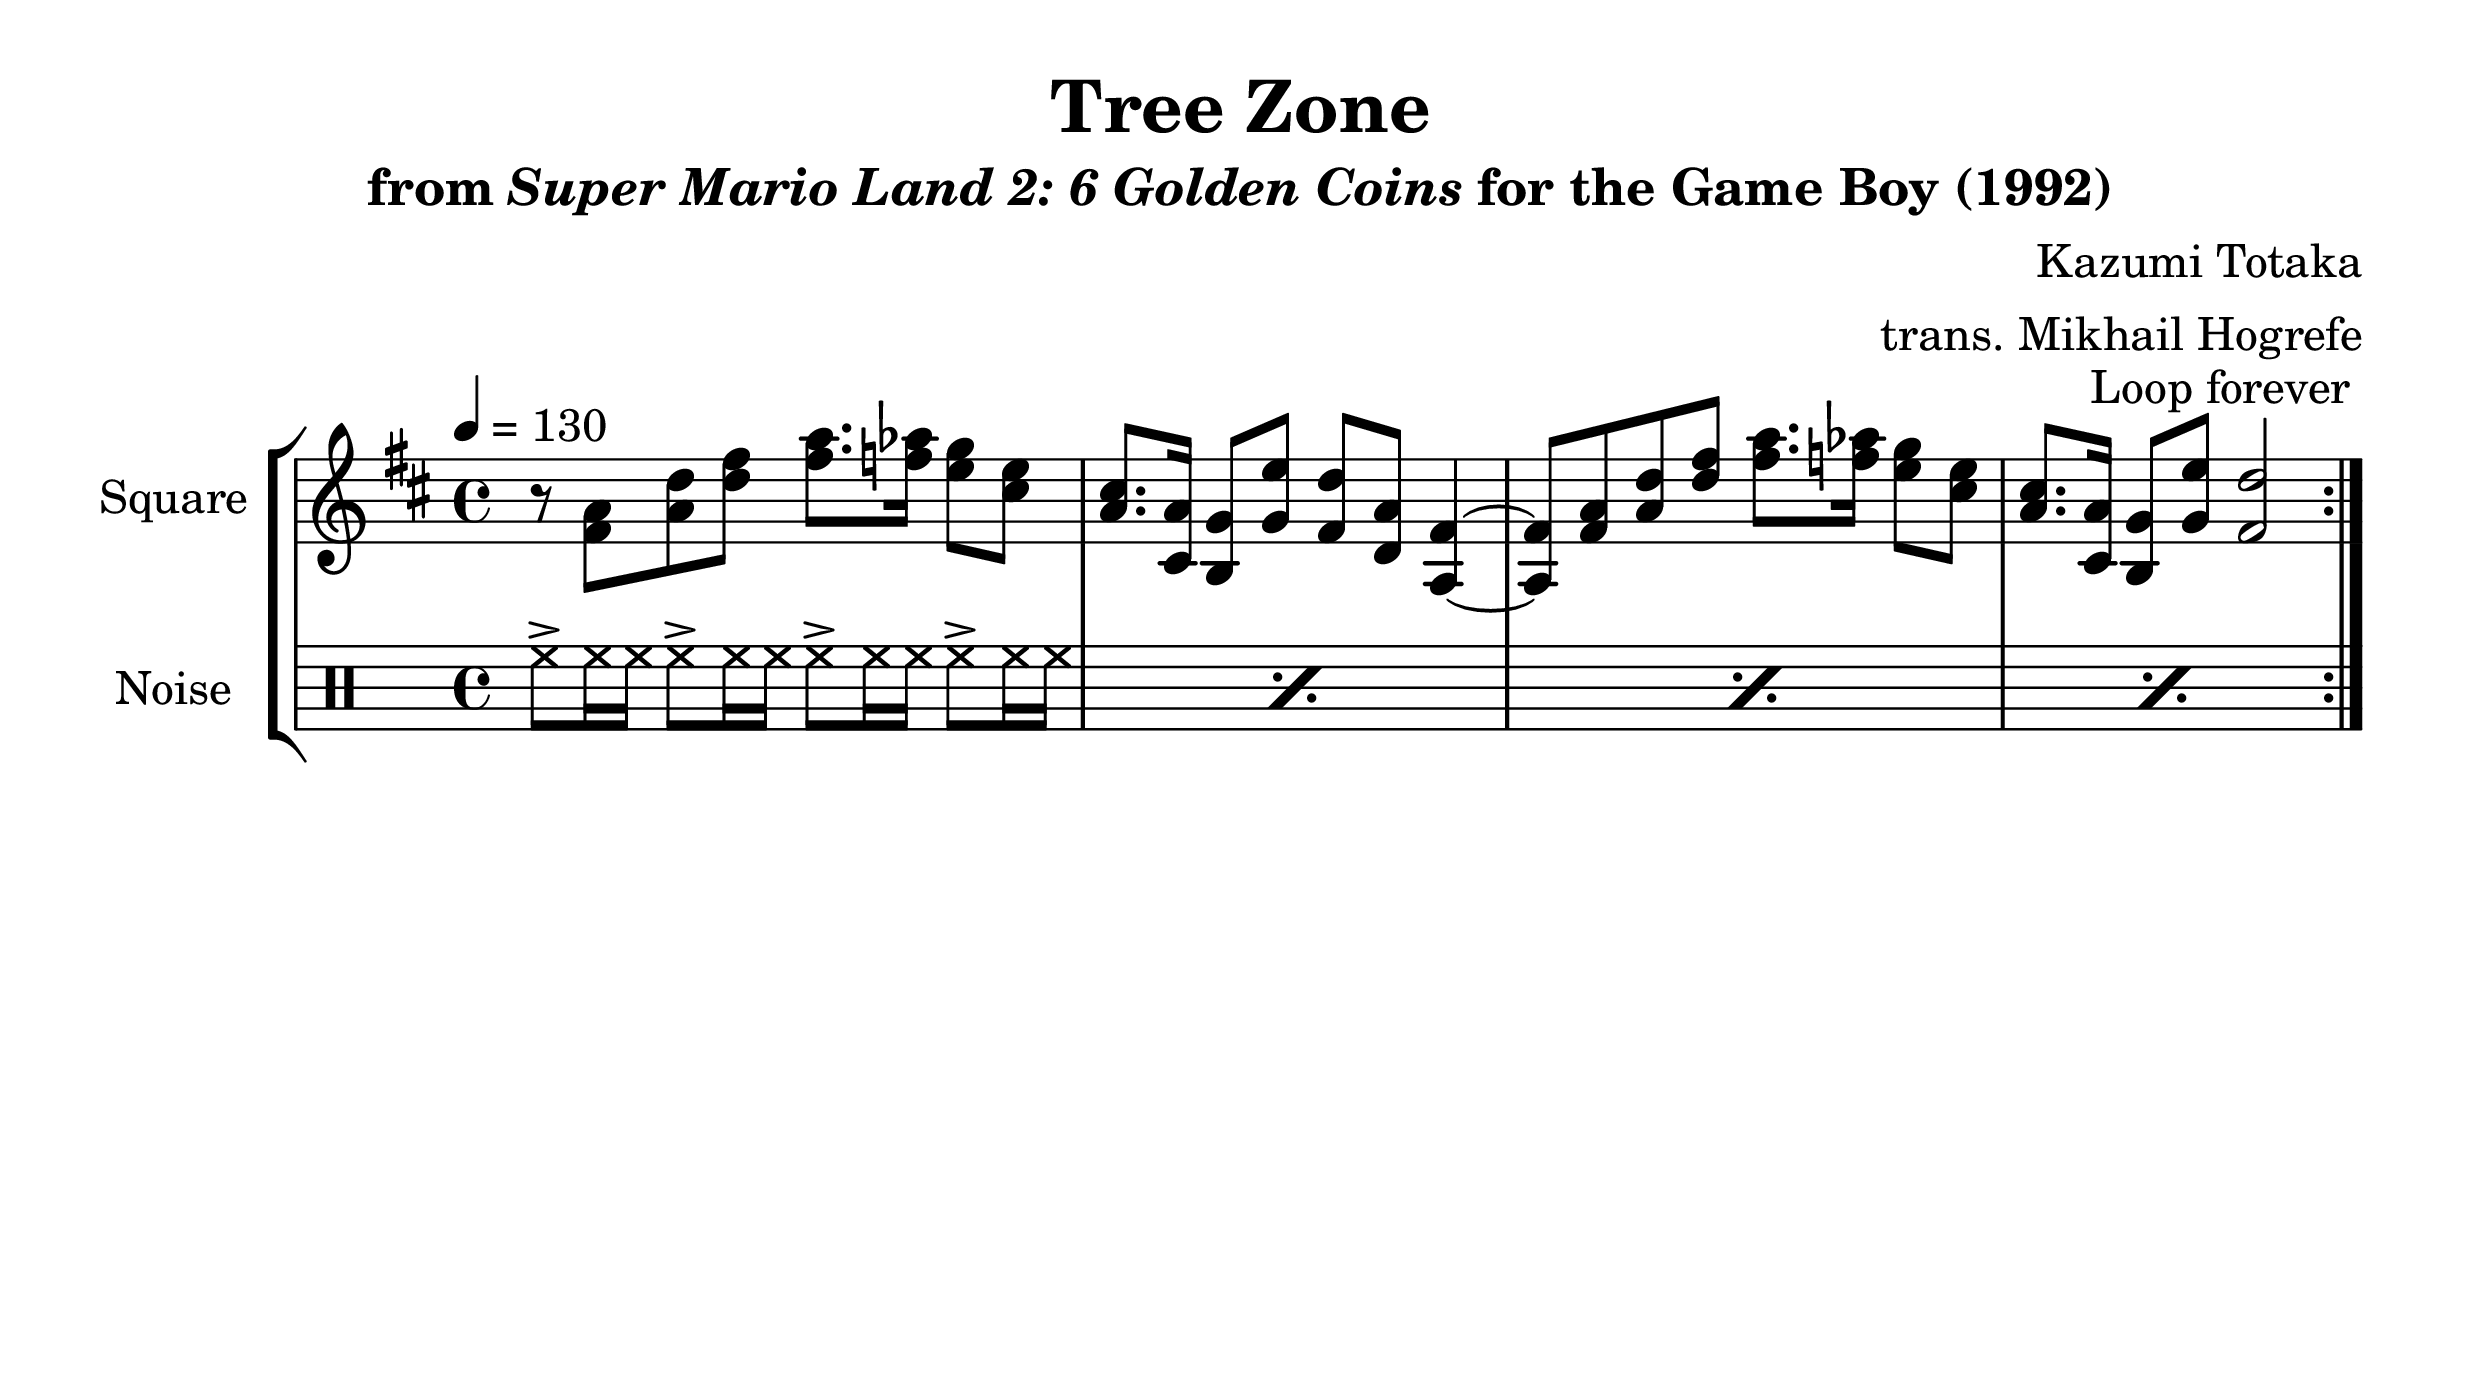 Tree Zone
from Super Mario Land 2: 6 Golden Coins for the Game Boy (1992)
Kazumi Totaka
trans. Mikhail Hogrefe
Loop forever
= 130
Square
Noise